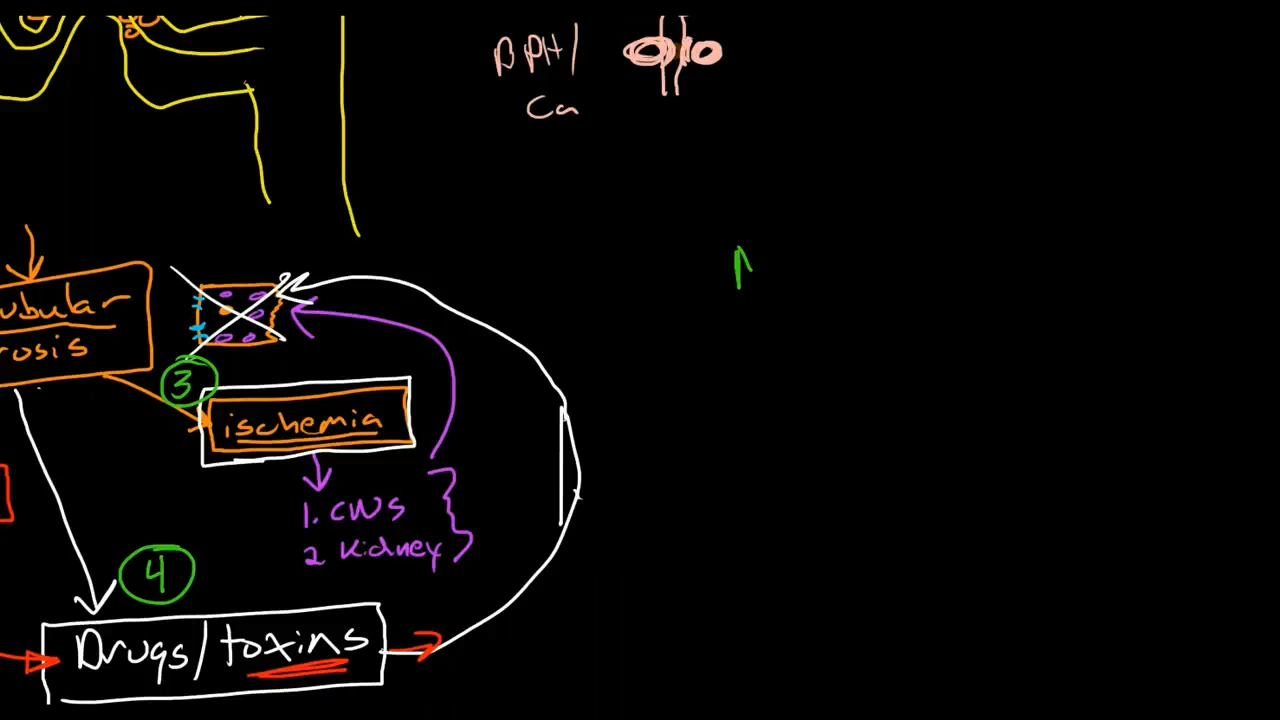 BPH/
Ca
ubular
rosis
3
ischemia
1. CNS
2 Kidney
4
Drugs/toxins